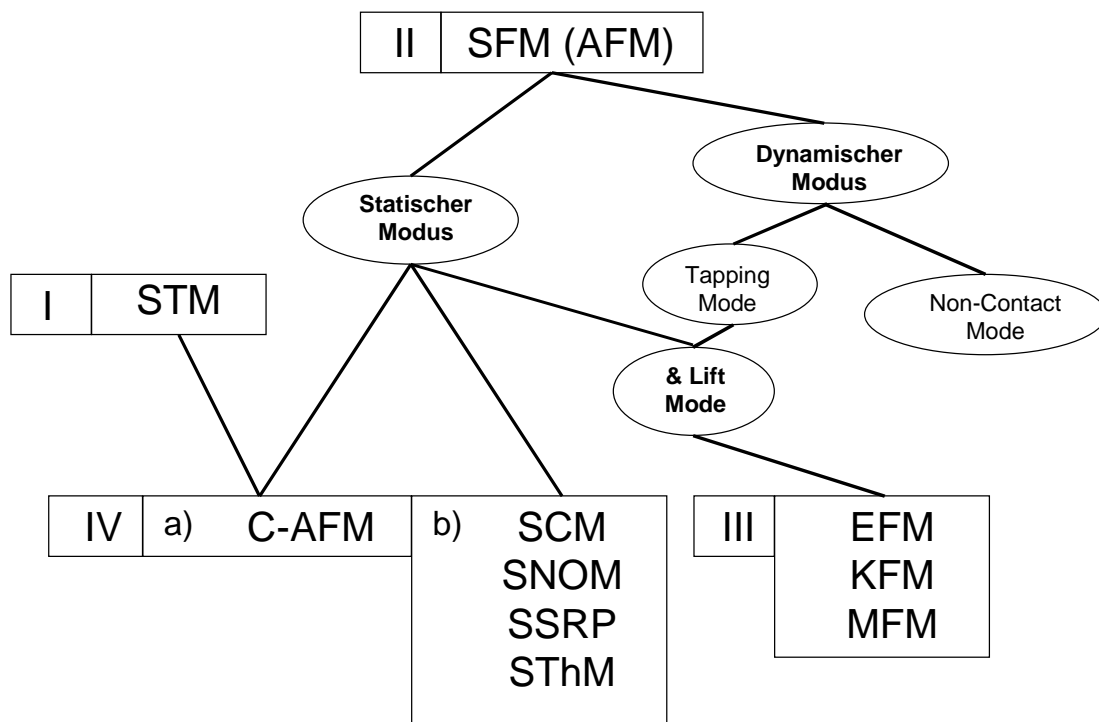 II SFM (AFM)
Dynamischer
Modus
Statischer
Modus
Tapping
Mode
Non-Contact
Mode
I STM
& Lift
Mode
IV a) C-AFM b) SCM
SNOM
SSRP
SThM
III EFM
KFM
MFM